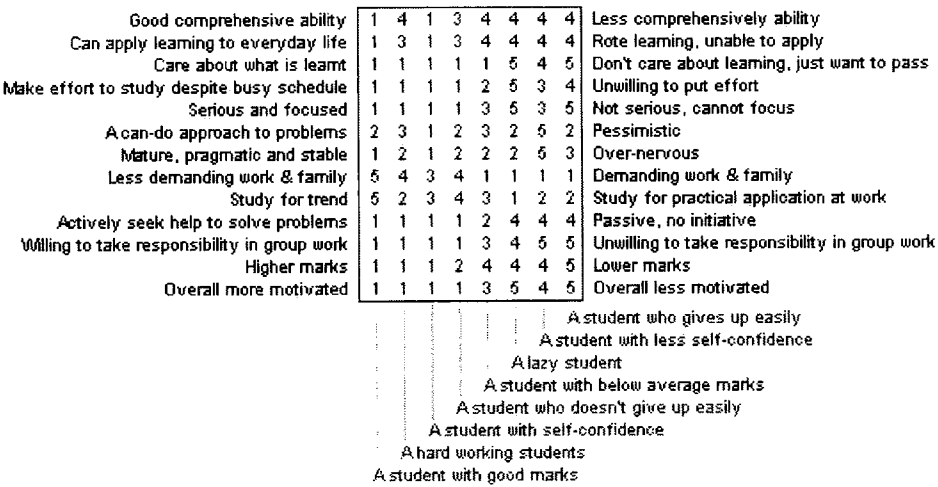 Good comprehensive ability 1 4 1 3 4 4 4 4 Less comprehensively ability
Can apply learning to everyday life 1 3 1 3 4 4 4 4 Rote learning, unable to apply
Care about what is learnt 1 1 1 1 1 5 4 5 Don't care about learning, just want to pass
Make effort to study despite busy schedule 1 1 1 1 2 5 3 4 Unwilling to put effort
Serious and focused 1 1 1 1 3 5 3 5 Not serious, cannot focus
A can-do approach to problems 2 3 1 2 3 2 5 2 Pessimistic
Mature, pragmatic and stable 1 2 1 2 2 2 5 3 Over-nervous
Less demanding work & family 5 4 3 4 1 1 1 1 Demanding work & family
Study for trend 5 2 3 4 3 1 2 2 Study for practical application at work
Actively seek help to solve problems 1 1 1 1 2 4 4 4 Passive, no initiative
Willing to take responsibility in group work 1 1 1 1 3 4 5 5 Unwilling to take responsibility in group work
Higher marks 1 1 1 2 4 4 4 5 Lower marks
Overall more motivated 1 1 1 1 3 5 4 5 Overall less motivated
A student who gives up easily
A student with less self-confidence
A lazy student
A student with below average marks
A student who doesn't give up easily
A student with self-confidence
A hard working students
A student with good marks